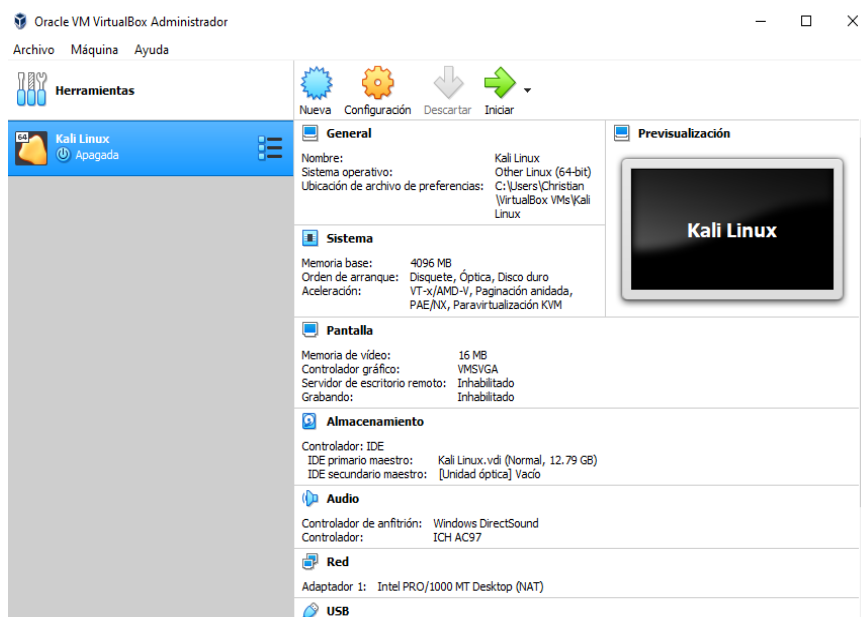 Oracle VM VirtualBox Administrador
Archivo Máquina Ayuda
Herramientas
Nueva Configuración Descartar Iniciar
64
Kali Linux
Apagada
General
Nombre: Kali Linux
Sistema operativo: Other Linux (64-bit)
Ubicación de archivo de preferencias: C:\Users\Christian
\VirtualBox VMs\Kali
Linux
Previsualización
Kali Linux
Sistema
Memoria base: 4096 MB
Orden de arranque: Disquete, Óptica, Disco duro
Aceleración: VT-x/AMD-V, Paginación anidada,
PAE/NX, Paravirtualización KVM
Pantalla
Memoria de vídeo: 16 MB
Controlador gráfico: VMSVGA
Servidor de escritorio remoto: Inhabilitado
Grabando: Inhabilitado
Almacenamiento
Controlador: IDE
IDE primario maestro: Kali Linux.vdi (Normal, 12.79 GB)
IDE secundario maestro: [Unidad óptica] Vacío
Audio
Controlador de anfitrión: Windows DirectSound
Controlador: ICH AC97
Red
Adaptador 1: Intel PRO/1000 MT Desktop (NAT)
USB